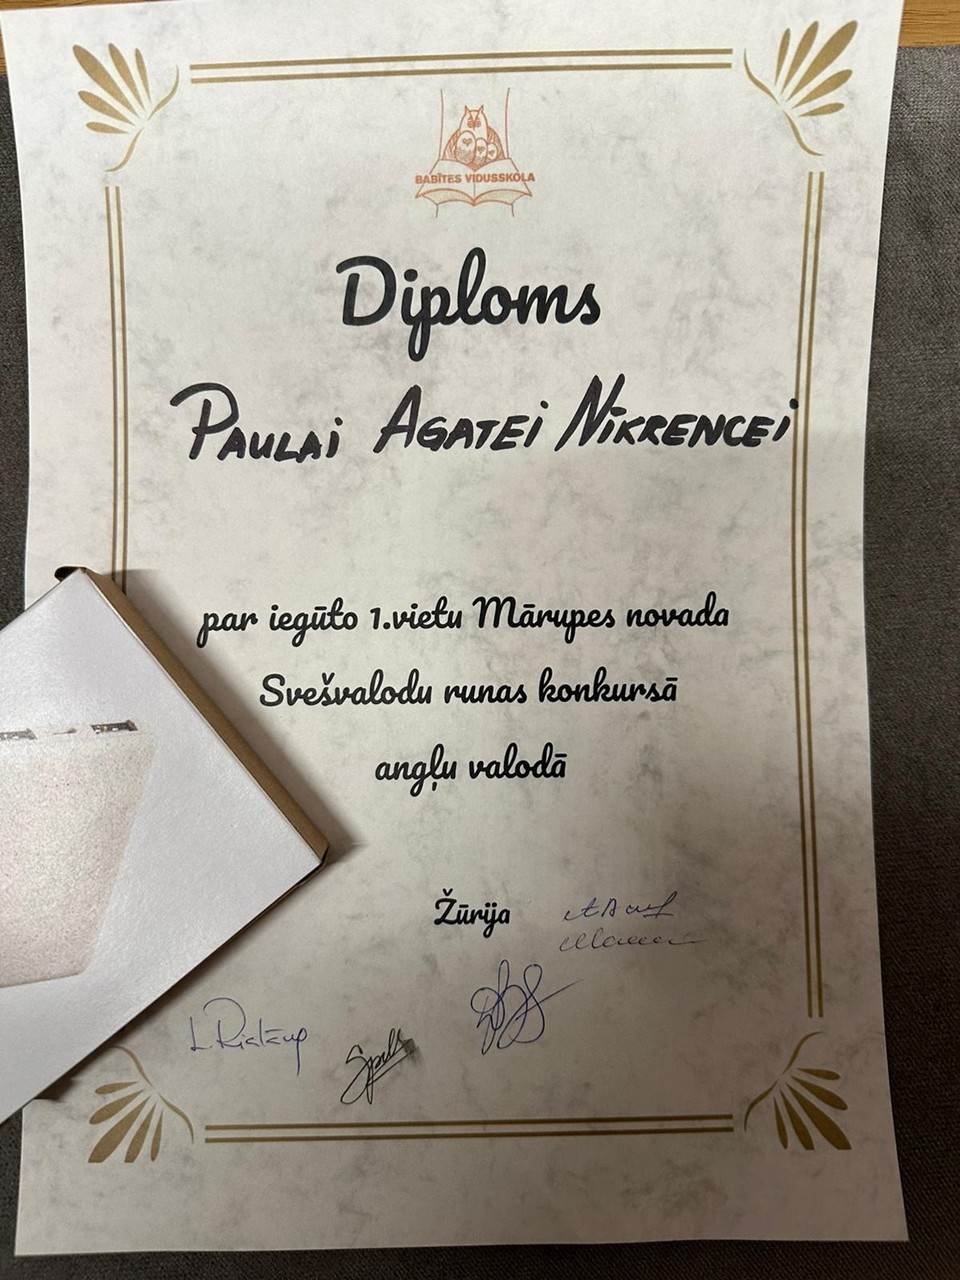 BABĪTES VIDUSSKOLA
Diploms
PAULAI AGATEI NIKRENCEI
par iegūto 1.vietu Mārupes novada
Svešvalodu runas konkursā
angļu valodā
Žūrija